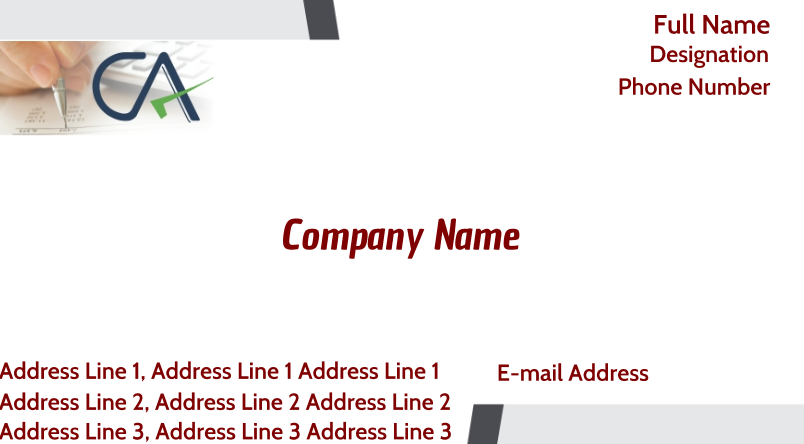 Full Name
Designation
Phone Number
CA
Company Name
Address Line 1, Address Line 1 Address Line 1
E-mail Address
Address Line 2, Address Line 2 Address Line 2
Address Line 3, Address Line 3 Address Line 3